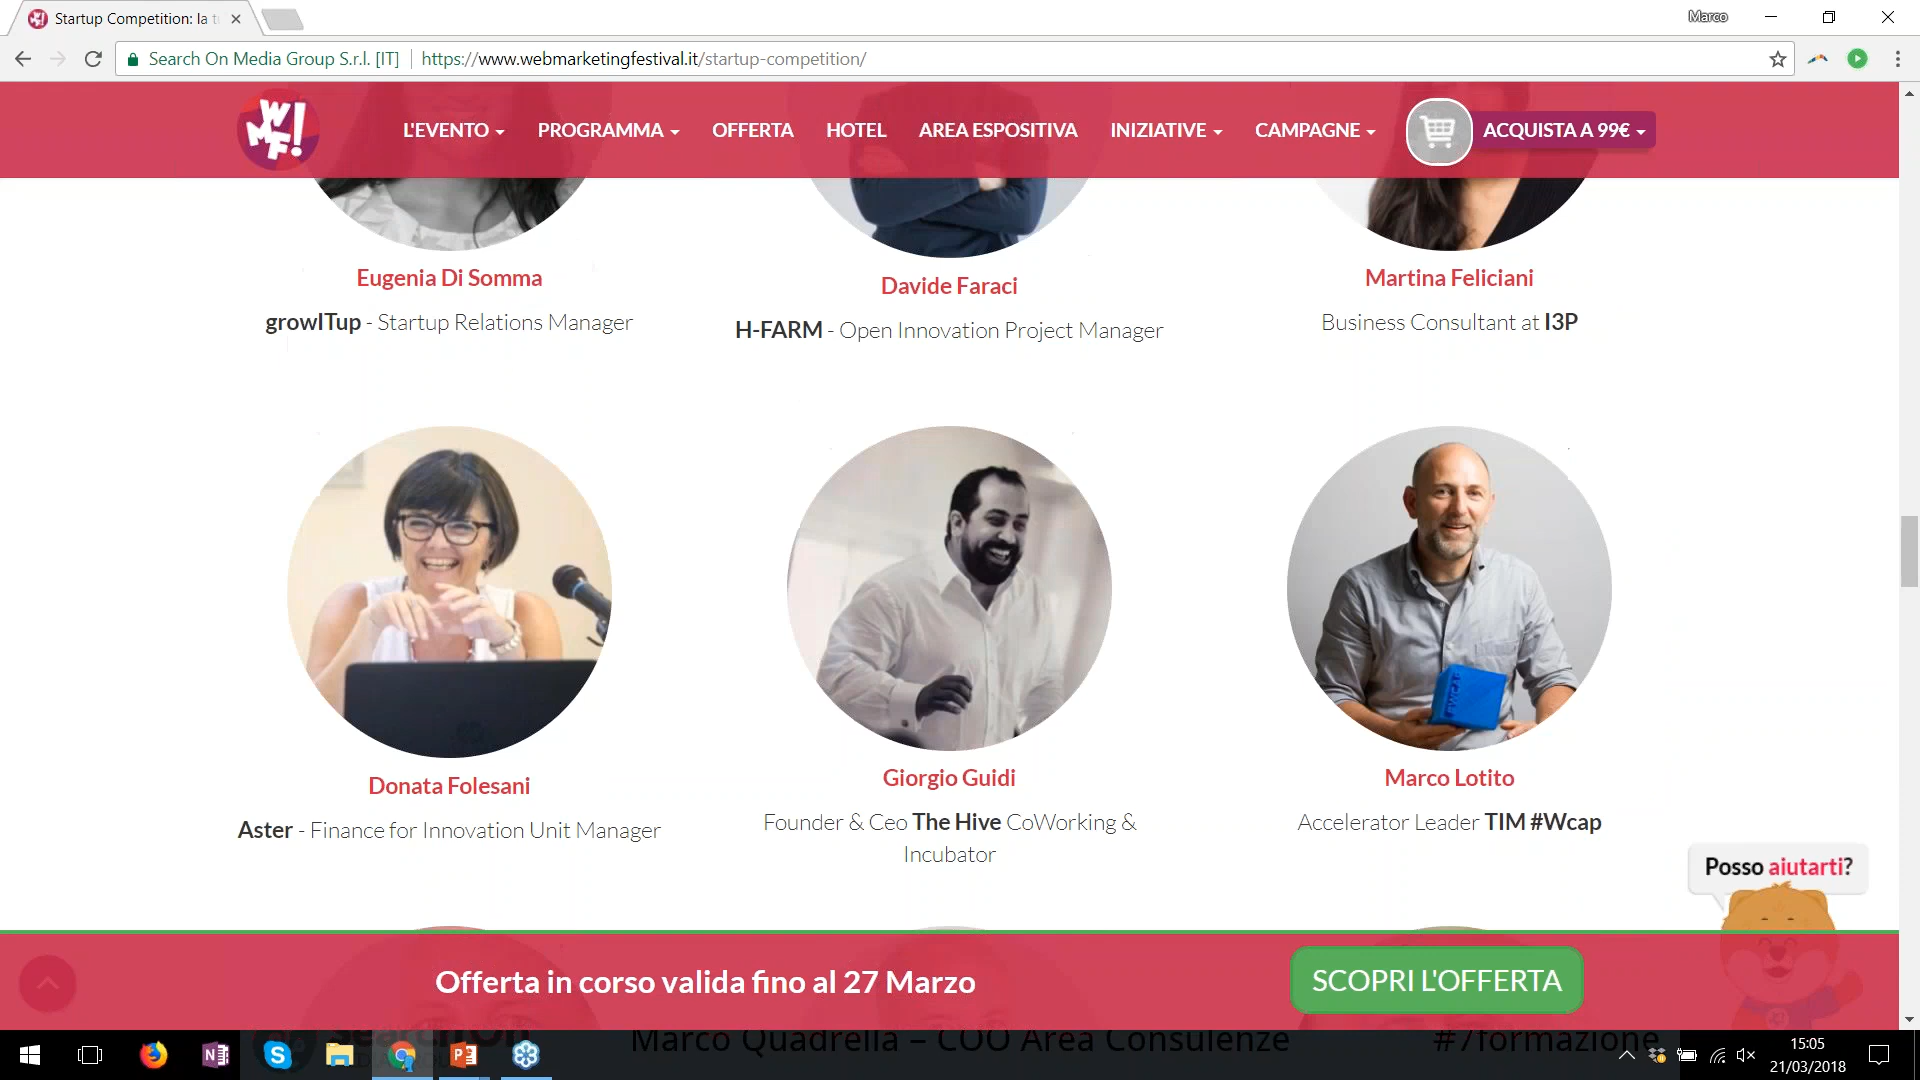 Startup Competition: la t
Marco
Search On Media Group S.r.l. [IT]
https://www.webmarketingfestival.it/startup-competition/
WMF!
L'EVENTO
PROGRAMMA
OFFERTA
HOTEL
AREA ESPOSITIVA
INIZIATIVE
CAMPAGNE
ACQUISTA A 99€
Eugenia Di Somma
growITup - Startup Relations Manager
Davide Faraci
H-FARM - Open Innovation Project Manager
Martina Feliciani
Business Consultant at I3P
Donata Folesani
Aster - Finance for Innovation Unit Manager
Giorgio Guidi
Founder & Ceo The Hive CoWorking &
Incubator
Marco Lotito
Accelerator Leader TIM #Wcap
Posso aiutarti?
Offerta in corso valida fino al 27 Marzo
SCOPRI L'OFFERTA
Marco Quadrella – COO Area Consulenze
#7formazione
15:05
21/03/2018